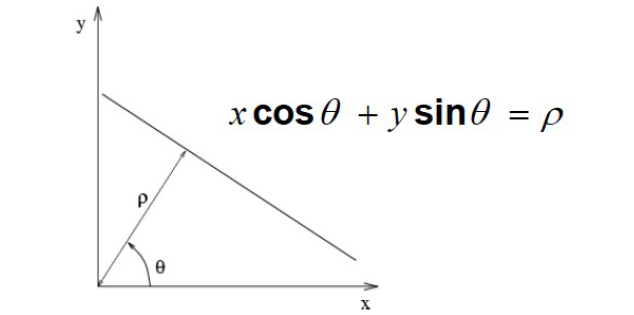 y
x cos θ + y sin θ = ρ
ρ
θ
x